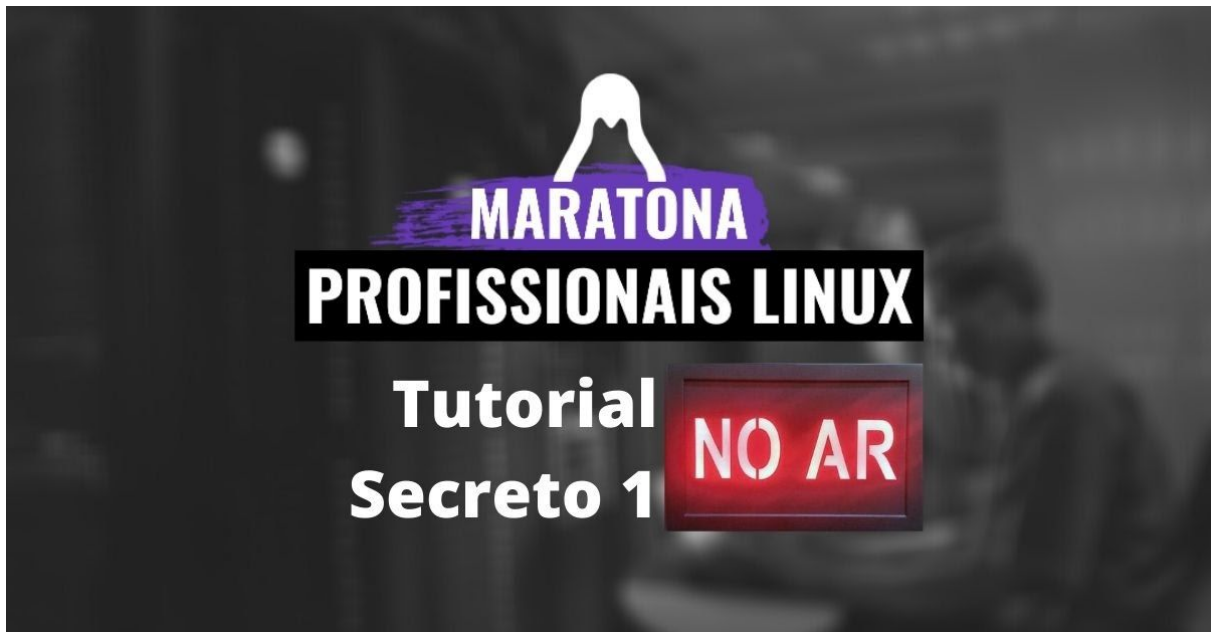 MARATONA
PROFISSIONAIS LINUX
Tutorial
Secreto 1
NO AR